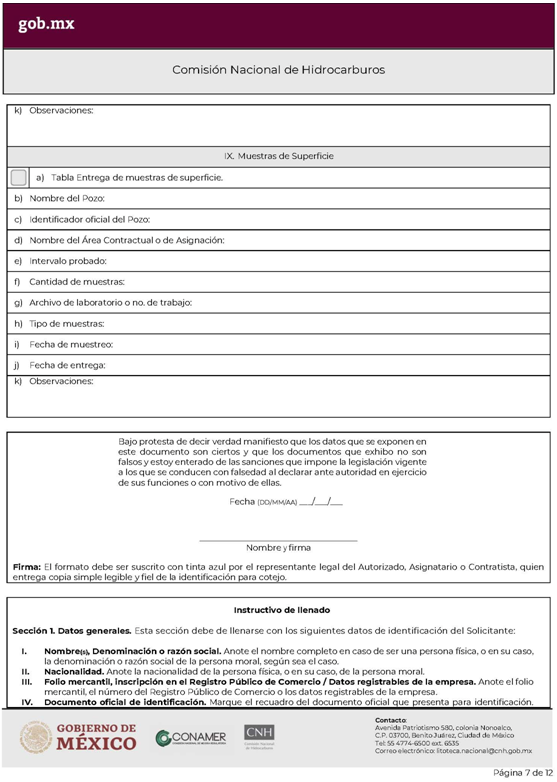 gob.mx
Comisión Nacional de Hidrocarburos
k) Observaciones:
IX. Muestras de Superficie
a) Tabla Entrega de muestras de superficie.
b) Nombre del Pozo:
c) Identificador oficial del Pozo:
d) Nombre del Área Contractual o de Asignación:
e) Intervalo probado:
f) Cantidad de muestras:
g) Archivo de laboratorio o no. de trabajo:
h) Tipo de muestras:
i) Fecha de muestreo:
j) Fecha de entrega:
k) Observaciones:
Bajo protesta de decir verdad manifiesto que los datos que se exponen en
este documento son ciertos y que los documentos que exhibo no son
falsos y estoy enterado de las sanciones que impone la legislación vigente
a los que se conducen con falsedad al declarar ante autoridad en ejercicio
de sus funciones o con motivo de ellas.
Fecha (DD/MM/AA) ___/___/___
Nombre y firma
Firma: El formato debe ser suscrito con tinta azul por el representante legal del Autorizado, Asignatario o Contratista, quien
entrega copia simple legible y fiel de la identificación para cotejo.
Instructivo de llenado
Sección 1. Datos generales. Esta sección debe de llenarse con los siguientes datos de identificación del Solicitante:
I. Nombre(s), Denominación o razón social. Anote el nombre completo en caso de ser una persona física, o en su caso,
la denominación o razón social de la persona moral, según sea el caso.
II. Nacionalidad. Anote la nacionalidad de la persona física, o en su caso, de la persona moral.
III. Folio mercantil, inscripción en el Registro Público de Comercio / Datos registrables de la empresa. Anote el folio
mercantil, el número del Registro Público de Comercio o los datos registrables de la empresa.
IV. Documento oficial de identificación. Marque el recuadro del documento oficial que presenta para identificación.
GOBIERNO DE
MÉXICO
CONAMER
CNH
Comisión Nacional
de Hidrocarburos
Contacto:
Avenida Patriotismo 580, colonia Nonoalco,
C.P. 03700, Benito Juárez, Ciudad de México
Tel: 55 4774-6500 ext. 6535
Correo electrónico: litoteca.nacional@cnh.gob.mx
Página 7 de 12